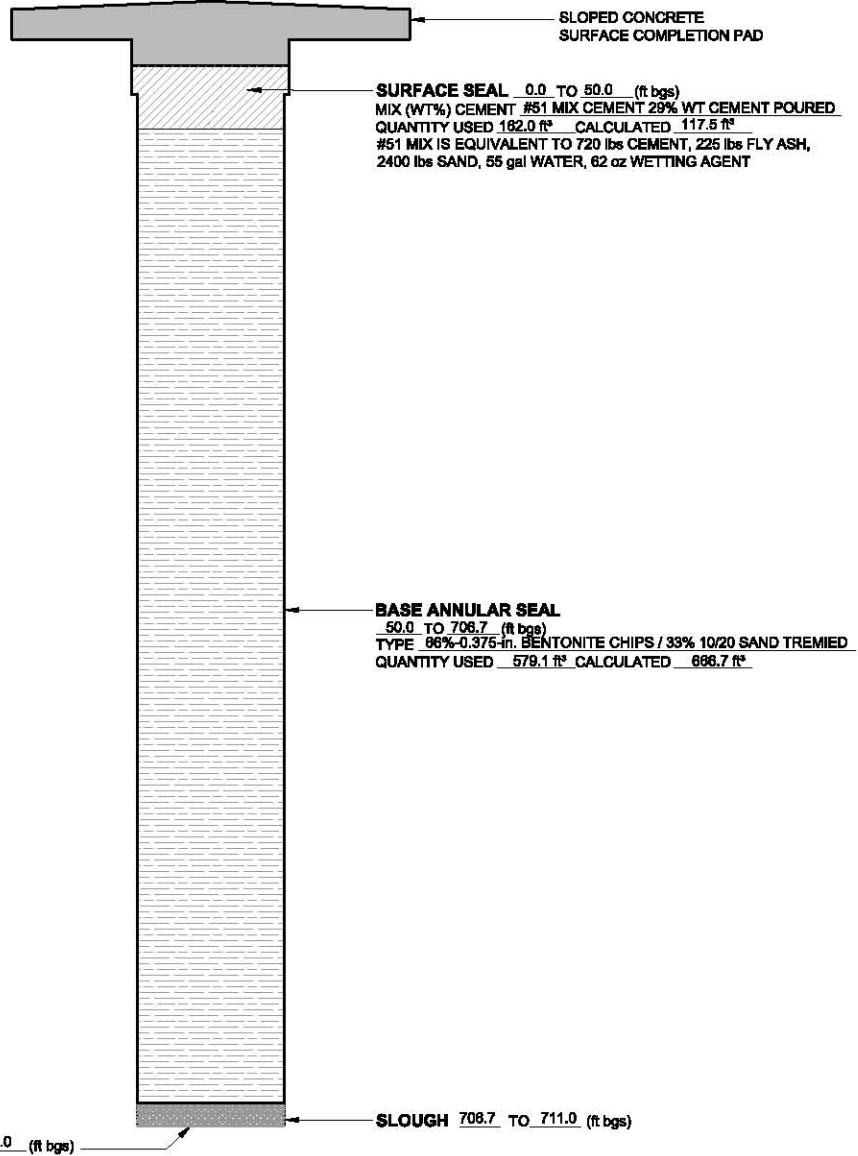 SLOPED CONCRETE
SURFACE COMPLETION PAD
SURFACE SEAL 0.0 TO 50.0 (ft bgs)
MIX (WT%) CEMENT #51 MIX CEMENT 29% WT CEMENT POURED
QUANTITY USED 162.0 ft³ CALCULATED 117.5 ft³
#51 MIX IS EQUIVALENT TO 720 lbs CEMENT, 225 lbs FLY ASH,
2400 lbs SAND, 55 gal WATER, 62 oz WETTING AGENT
BASE ANNULAR SEAL
50.0 TO 706.7 (ft bgs)
TYPE 66%-0.375-in. BENTONITE CHIPS / 33% 10/20 SAND TREMIED
QUANTITY USED 579.1 ft³ CALCULATED 666.7 ft³
SLOUGH 706.7 TO 711.0 (ft bgs)
.0 (ft bgs)